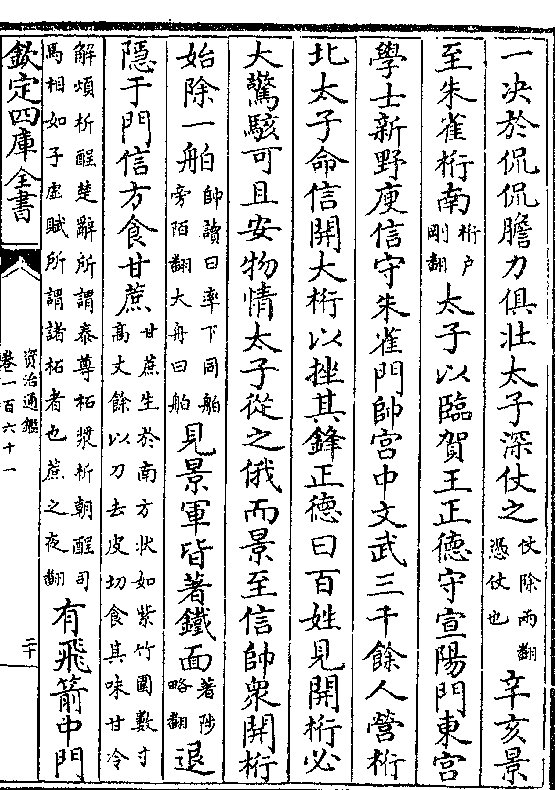 一决於侃侃膽力俱壯太子深仗之仗除兩翻憑仗也辛亥景
至朱雀桁南桁户剛翻太子以臨賀王正德守宣陽門東宫
學士新野庾信守朱雀門帥宫中文武三千餘人營桁
北太子命信開大桁以挫其鋒正德曰百姓見開桁必
大驚駭可且安物情太子從之俄而景至信帥衆開桁
始除一舶帥讀曰率下同舶旁陌翻大舟曰舶見景軍皆著鐵面著陟略翻退
隱于門信方食甘蔗甘蔗生於南方狀如紫竹圍數寸高丈餘以刀去皮切食其味甘冷
解煩析酲楚辭所謂泰尊柘漿析朝酲司馬相如子虚賦所謂諸柘者也蔗之夜翻有飛箭中門
欽定四庫全書
資治通鑑
卷一百六十一
二十